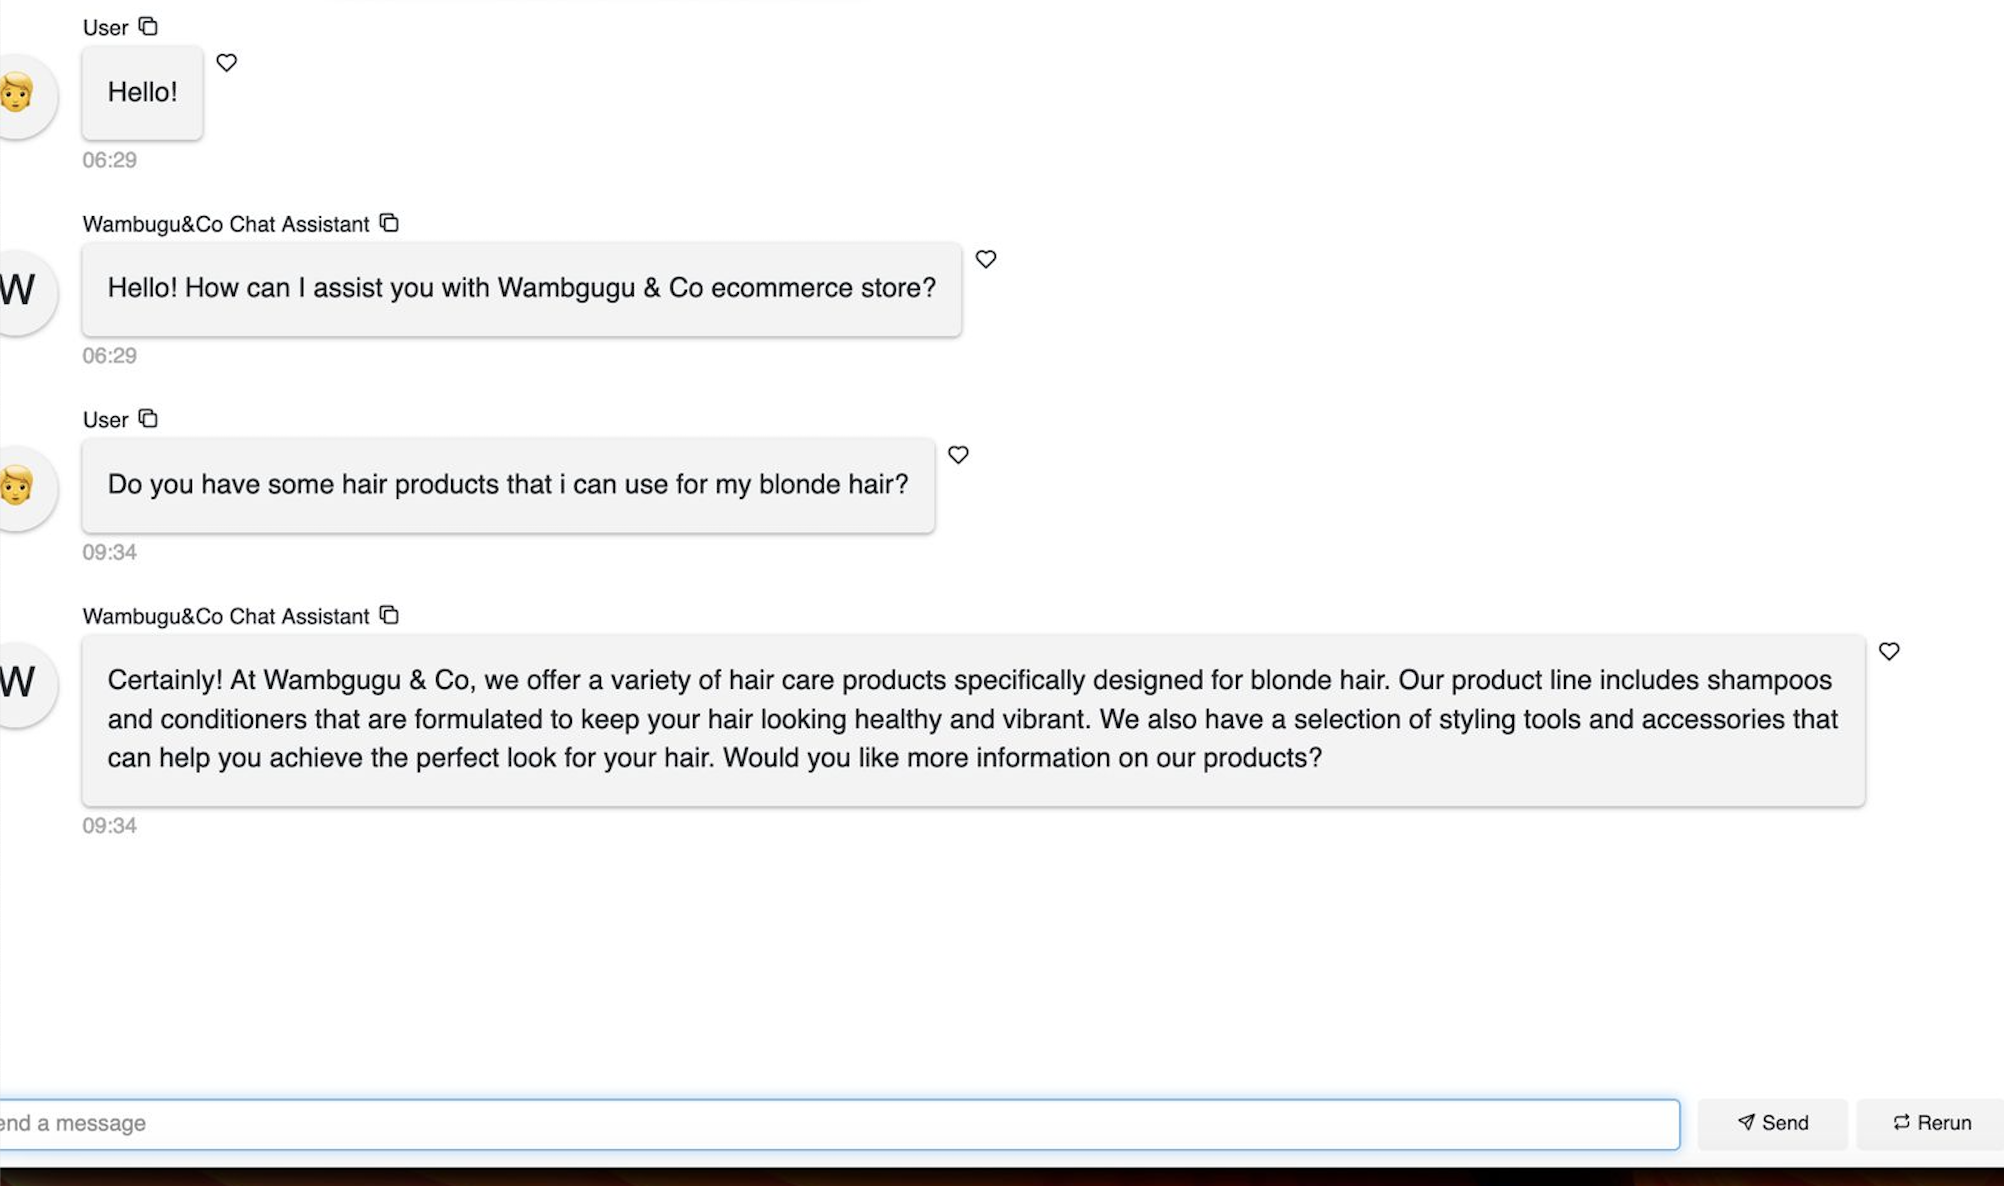 User
Hello!
06:29
Wambugu&Co Chat Assistant
W
Hello! How can I assist you with Wambgugu & Co ecommerce store?
06:29
User
Do you have some hair products that i can use for my blonde hair?
09:34
Wambugu&Co Chat Assistant
W
Certainly! At Wambgugu & Co, we offer a variety of hair care products specifically designed for blonde hair. Our product line includes shampoos
and conditioners that are formulated to keep your hair looking healthy and vibrant. We also have a selection of styling tools and accessories that
can help you achieve the perfect look for your hair. Would you like more information on our products?
09:34
end a message
Send
Rerun